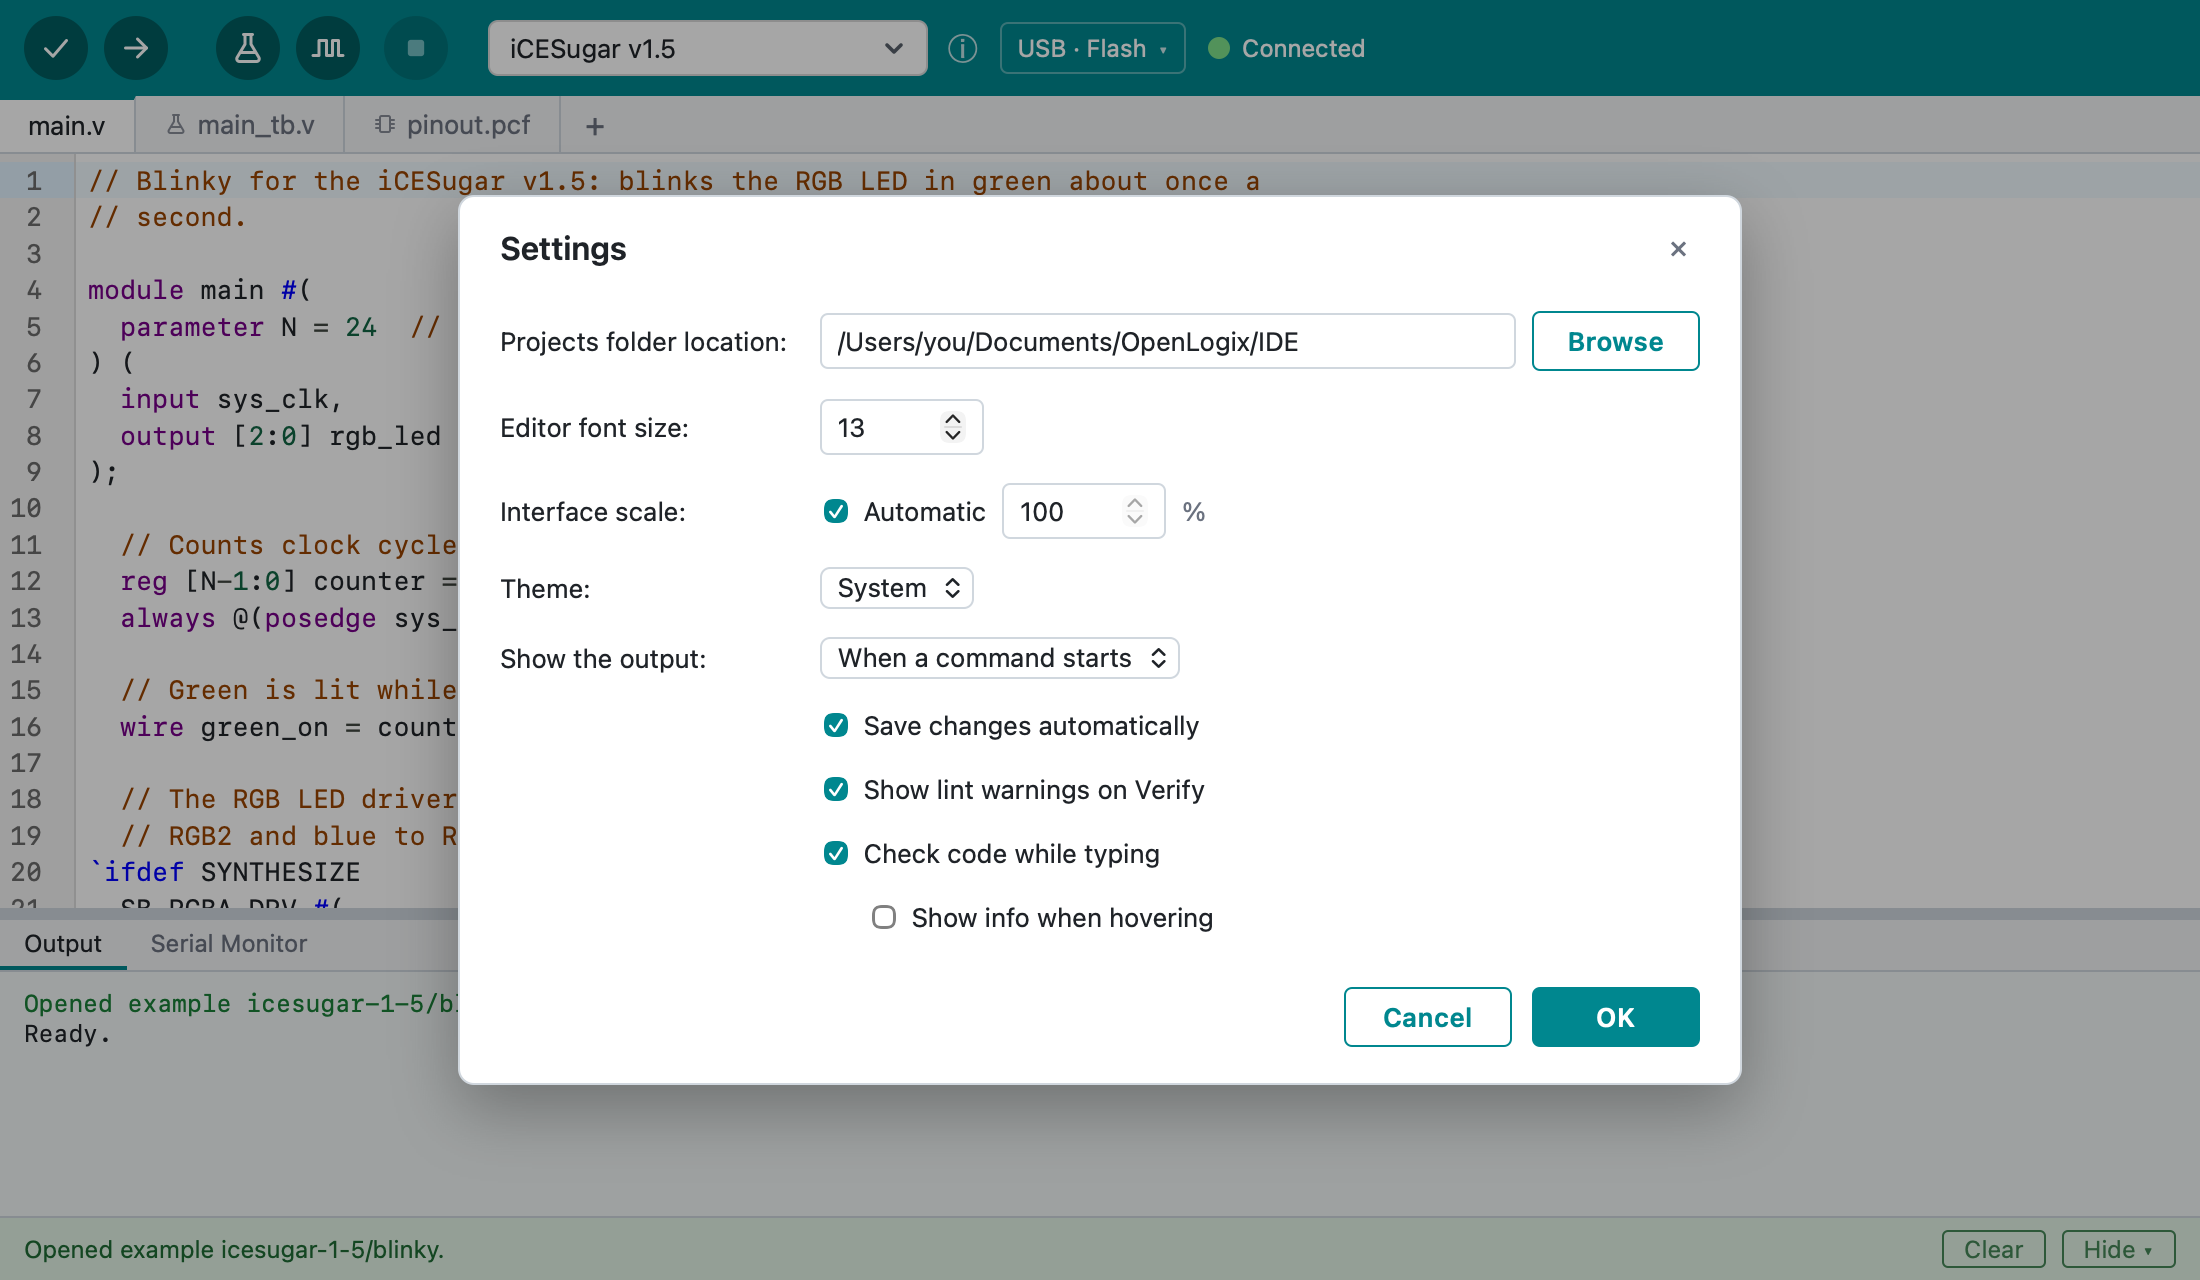 iCESugar v1.5
USB · Flash
Connected
main.v
main_tb.v
pinout.pcf
+
1 // Blinky for the iCESugar v1.5: blinks the RGB LED in green about once a
2 // second.
3
4 module main #(
5 parameter N = 24 //
6 ) (
7 input sys_clk,
8 output [2:0] rgb_led
9 );
10
11 // Counts clock cycle
12 reg [N-1:0] counter =
13 always @(posedge sys_
14
15 // Green is lit while
16 wire green_on = count
17
18 // The RGB LED driver
19 // RGB2 and blue to R
20 `ifdef SYNTHESIZE
21 SB_RGBA_DRV #(
Settings
×
Projects folder location:
/Users/you/Documents/OpenLogix/IDE
Browse
Editor font size:
13
Interface scale:
Automatic
100
%
Theme:
System
Show the output:
When a command starts
Save changes automatically
Show lint warnings on Verify
Check code while typing
Show info when hovering
Cancel
OK
Output
Serial Monitor
Opened example icesugar-1-5/bl
Ready.
Opened example icesugar-1-5/blinky.
Clear
Hide